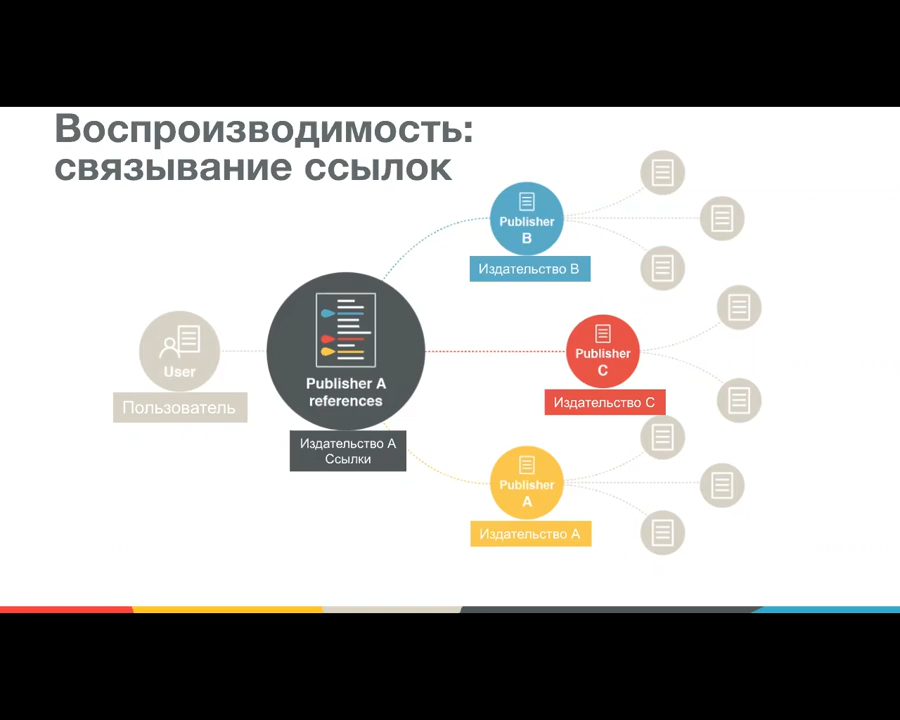 Воспроизводимость:
связывание ссылок
Publisher
B
Издательство B
User
Пользователь
Publisher A
references
Издательство A
Ссылки
Publisher
C
Издательство C
Publisher
A
Издательство A